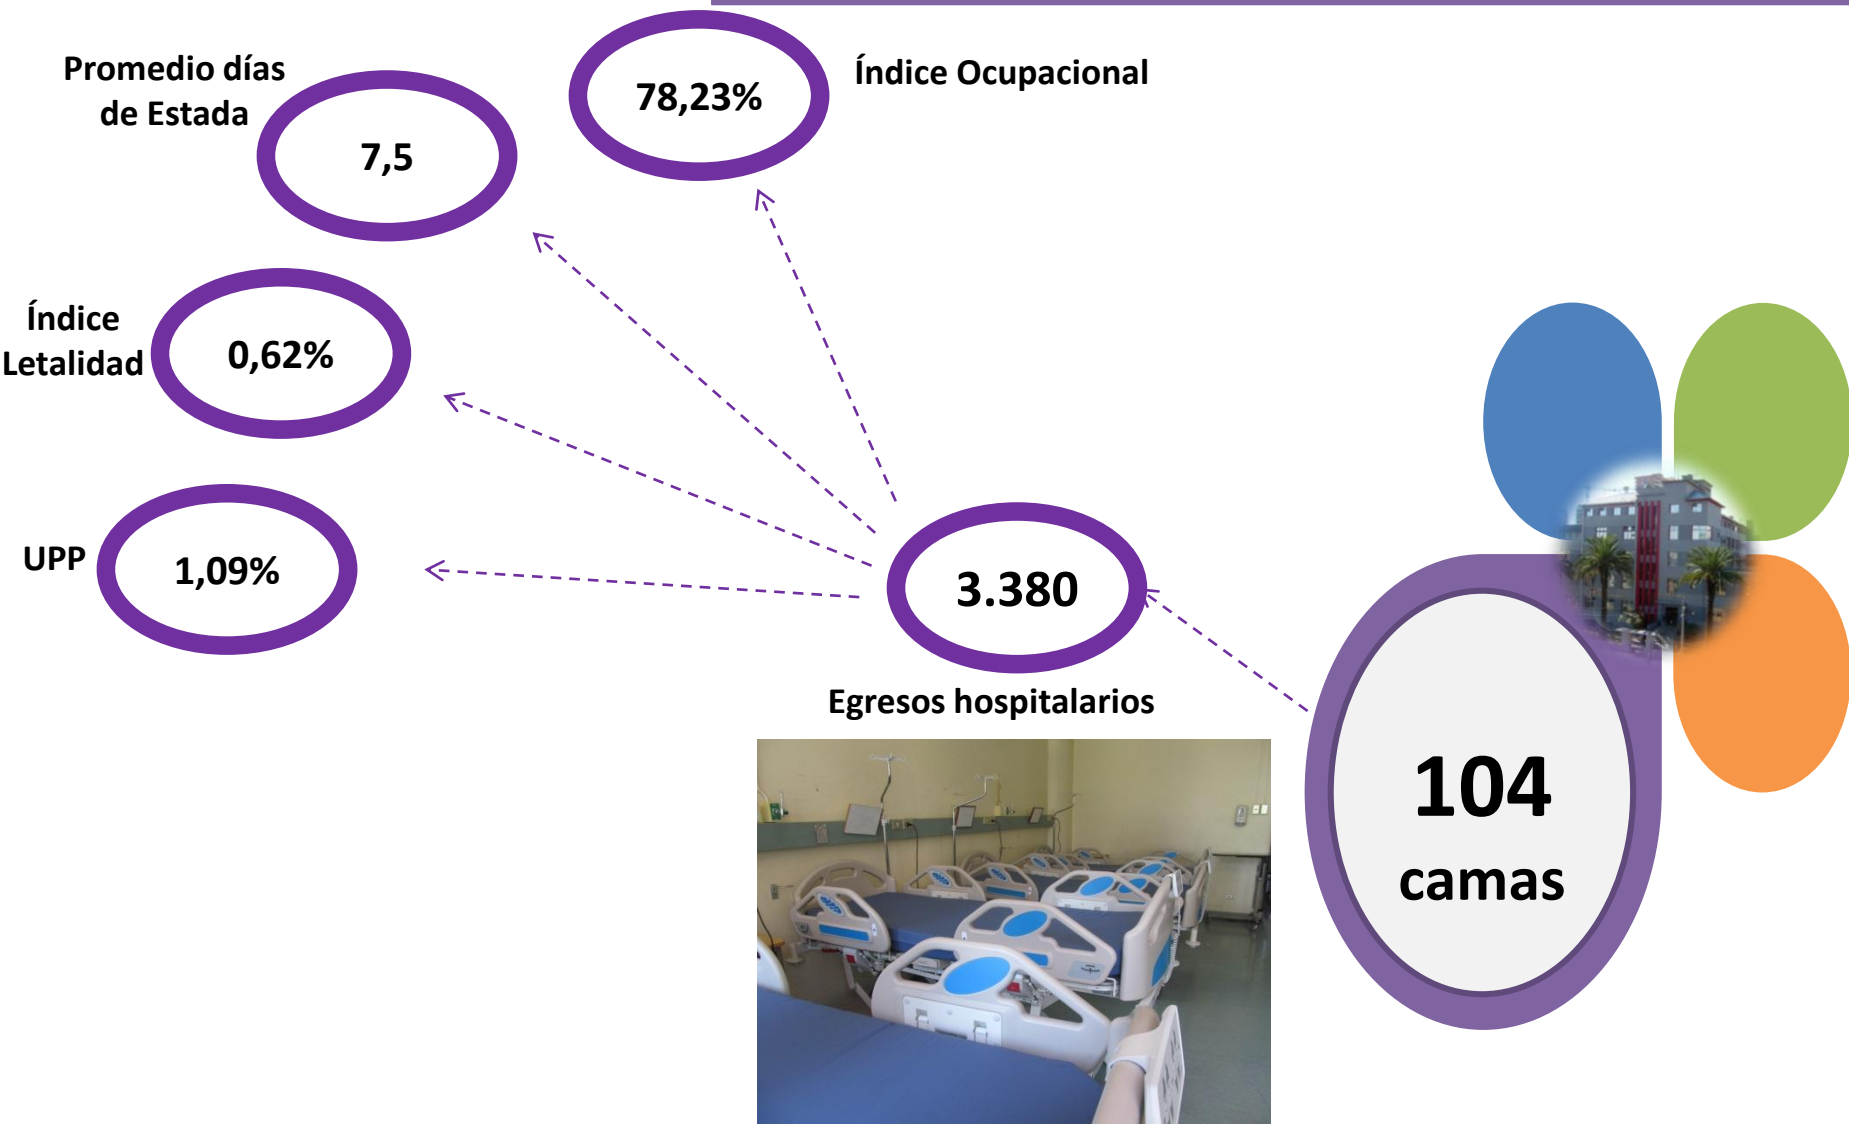 Promedio días
de Estada
7,5
78,23%
Índice Ocupacional
Índice
Letalidad
0,62%
UPP
1,09%
3.380
Egresos hospitalarios
104
camas